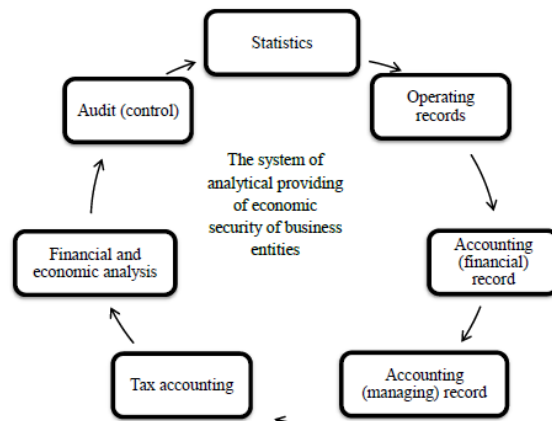 Statistics
Operating
records
Audit (control)
The system of
analytical providing
of economic
security of business
entities
Accounting
(financial)
record
Financial and
economic analysis
Accounting
(managing) record
Tax accounting